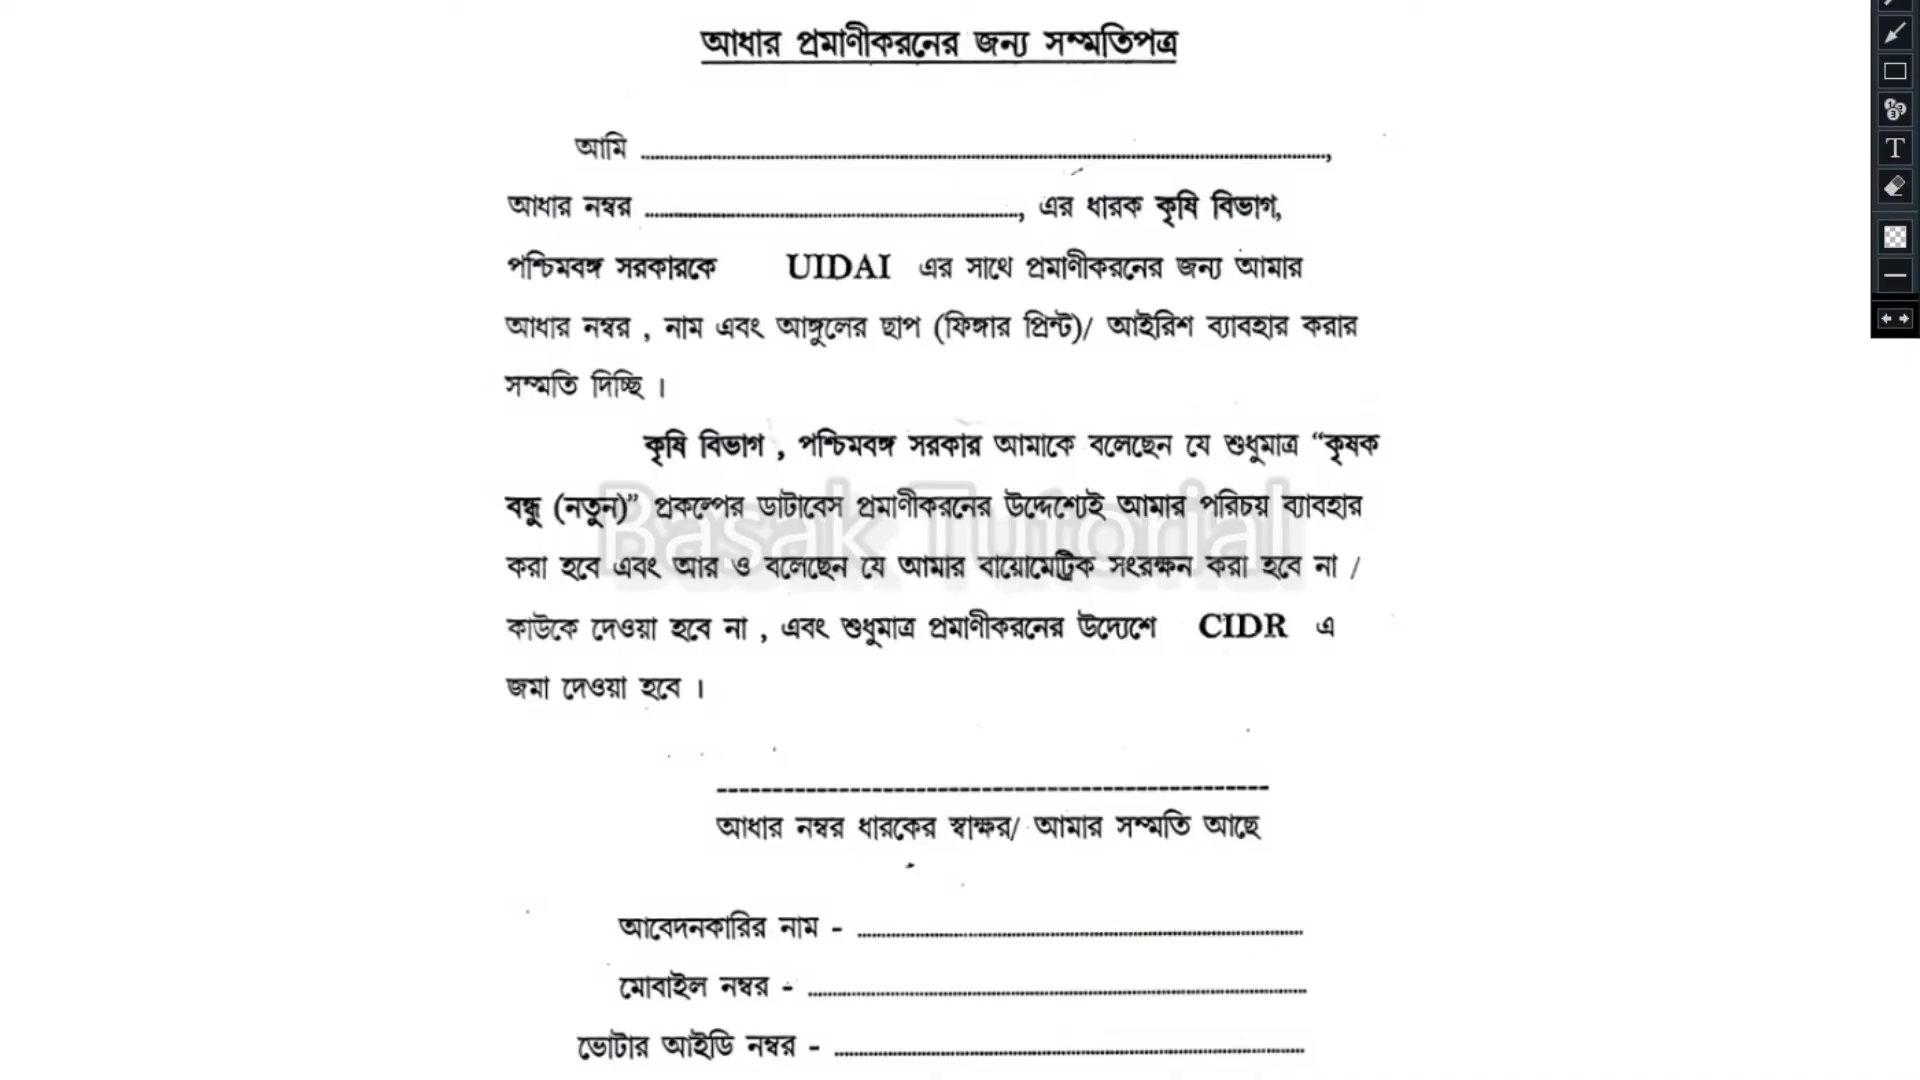 আধার প্রমাণীকরনের জন্য সম্মতিপত্র
আমি ........................................,
আধার নম্বর ........................................, এর ধারক কৃষি বিভাগ,
পশ্চিমবঙ্গ সরকারকে UIDAI এর সাথে প্রমাণীকরনের জন্য আমার
আধার নম্বর , নাম এবং আঙ্গুলের ছাপ (ফিঙ্গার প্রিন্ট)/ আইরিশ ব্যাবহার করার
সম্মতি দিচ্ছি ।
কৃষি বিভাগ , পশ্চিমবঙ্গ সরকার আমাকে বলেছেন যে শুধুমাত্র “কৃষক
বন্ধু (নতুন)” প্রকল্পের ডাটাবেস প্রমাণীকরনের উদ্দেশ্যেই আমার পরিচয় ব্যাবহার
Basak Tutorial
করা হবে এবং আর ও বলেছেন যে আমার বায়োমেট্রিক সংরক্ষন করা হবে না /
কাউকে দেওয়া হবে না , এবং শুধুমাত্র প্রমাণীকরনের উদ্যেশে CIDR এ
জমা দেওয়া হবে ।
--------------------------------------------------
আধার নম্বর ধারকের স্বাক্ষর/ আমার সম্মতি আছে
আবেদনকারির নাম - ........................................
মোবাইল নম্বর - ........................................
ভোটার আইডি নম্বর - ........................................
T